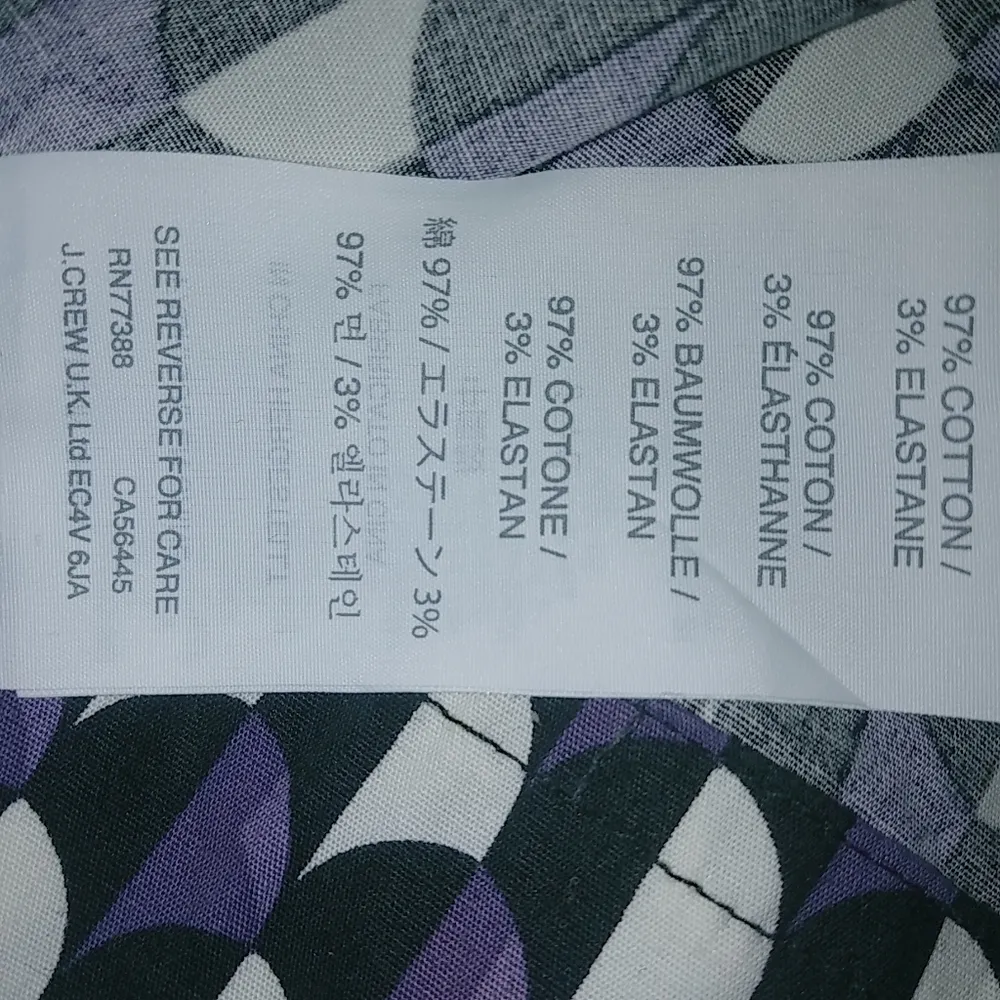 97% COTTON /
3% ELASTANE
97% COTON /
3% ÉLASTHANNE
97% BAUMWOLLE /
3% ELASTAN
97% COTONE /
3% ELASTAN
綿 97% / エラステーン 3%
97% 면 / 3% 엘라스테인
SEE REVERSE FOR CARE
RN77388 CA56445
J.CREW U.K. Ltd EC4V 6JA